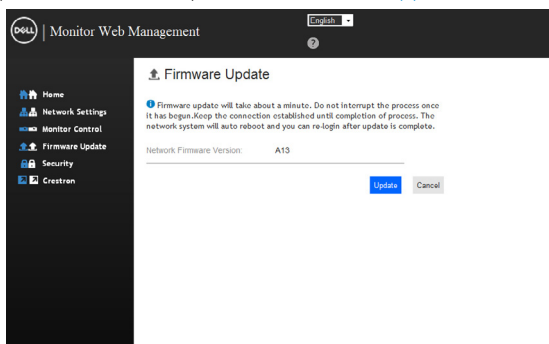 DELL | Monitor Web Management
English
?
Firmware Update
Home
Network Settings
Monitor Control
Firmware Update
Security
Crestron
Firmware update will take about a minute. Do not interrupt the process once
it has begun.Keep the connection established until completion of process. The
network system will auto reboot and you can re-login after update is complete.
Network Firmware Version: A13
Update Cancel